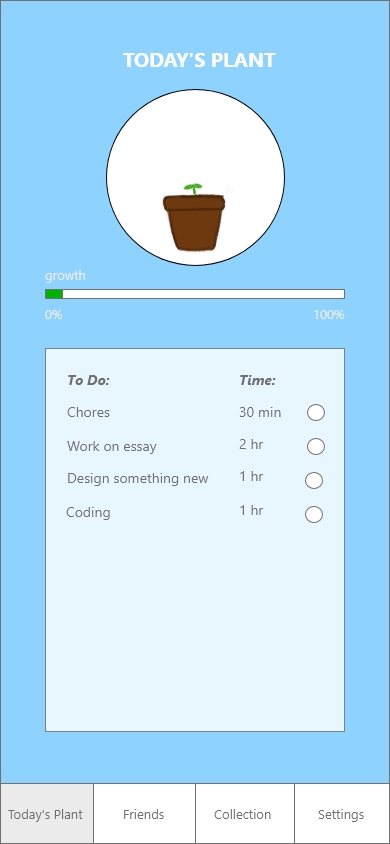 TODAY'S PLANT
growth
0% 100%
To Do: Time:
Chores 30 min
Work on essay 2 hr
Design something new 1 hr
Coding 1 hr
Today's Plant Friends Collection Settings